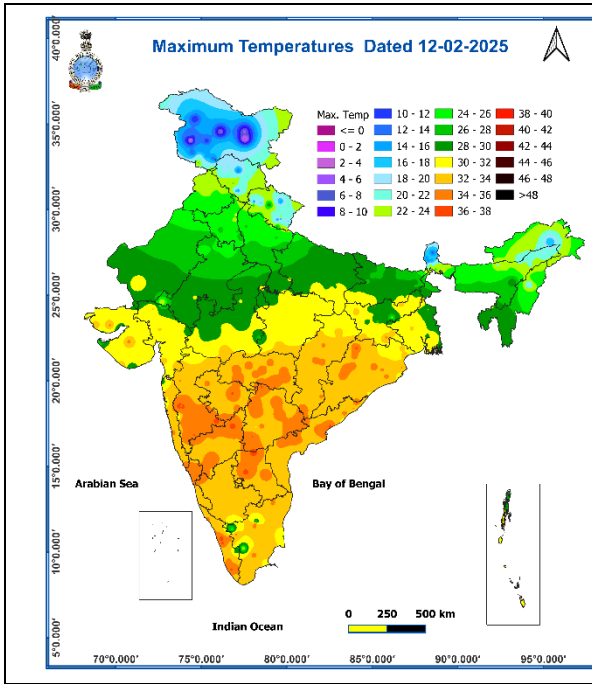 Maximum Temperatures Dated 12-02-2025
Max. Temp
<= 0
0 - 2
2 - 4
4 - 6
6 - 8
8 - 10
10 - 12
12 - 14
14 - 16
16 - 18
18 - 20
20 - 22
22 - 24
24 - 26
26 - 28
28 - 30
30 - 32
32 - 34
34 - 36
36 - 38
38 - 40
40 - 42
42 - 44
44 - 46
46 - 48
>48
40°0.000'
35°0.000'
30°0.000'
25°0.000'
20°0.000'
15°0.000'
10°0.000'
5°0.000'
Arabian Sea
Bay of Bengal
Indian Ocean
0 250 500 km
70°0.000' 75°0.000' 80°0.000' 85°0.000' 90°0.000' 95°0.000'